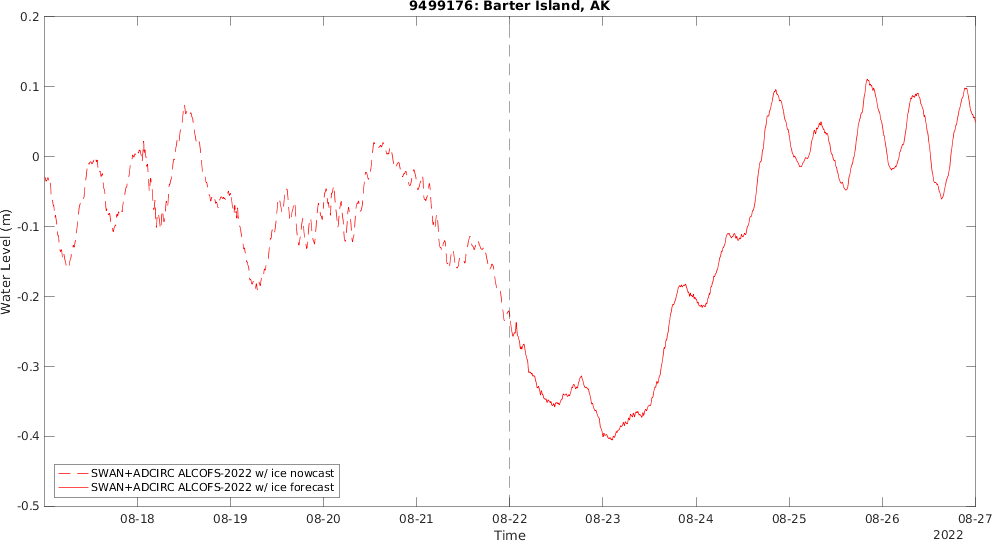 9499176: Barter Island, AK
0.2
0.1
0
-0.1
-0.2
-0.3
-0.4
-0.5
Water Level (m)
SWAN+ADCIRC ALCOFS-2022 w/ ice nowcast
SWAN+ADCIRC ALCOFS-2022 w/ ice forecast
08-18 08-19 08-20 08-21 08-22 08-23 08-24 08-25 08-26 08-27
Time
2022